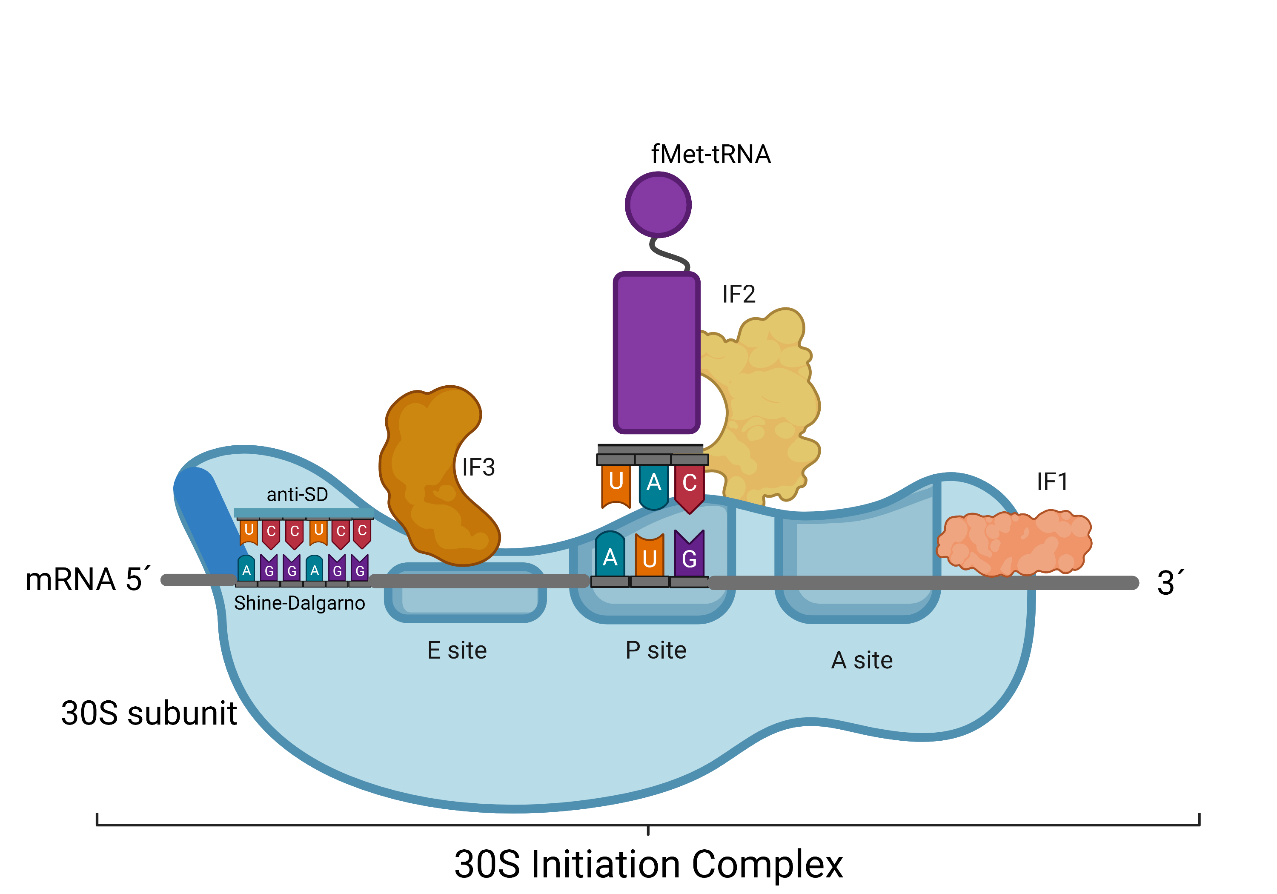 fMet-tRNA
IF2
IF3
U A C
IF1
anti-SD
U C C U C C
A G G A G G
A U G
mRNA 5´
3´
Shine-Dalgarno
E site
P site
A site
30S subunit
30S Initiation Complex